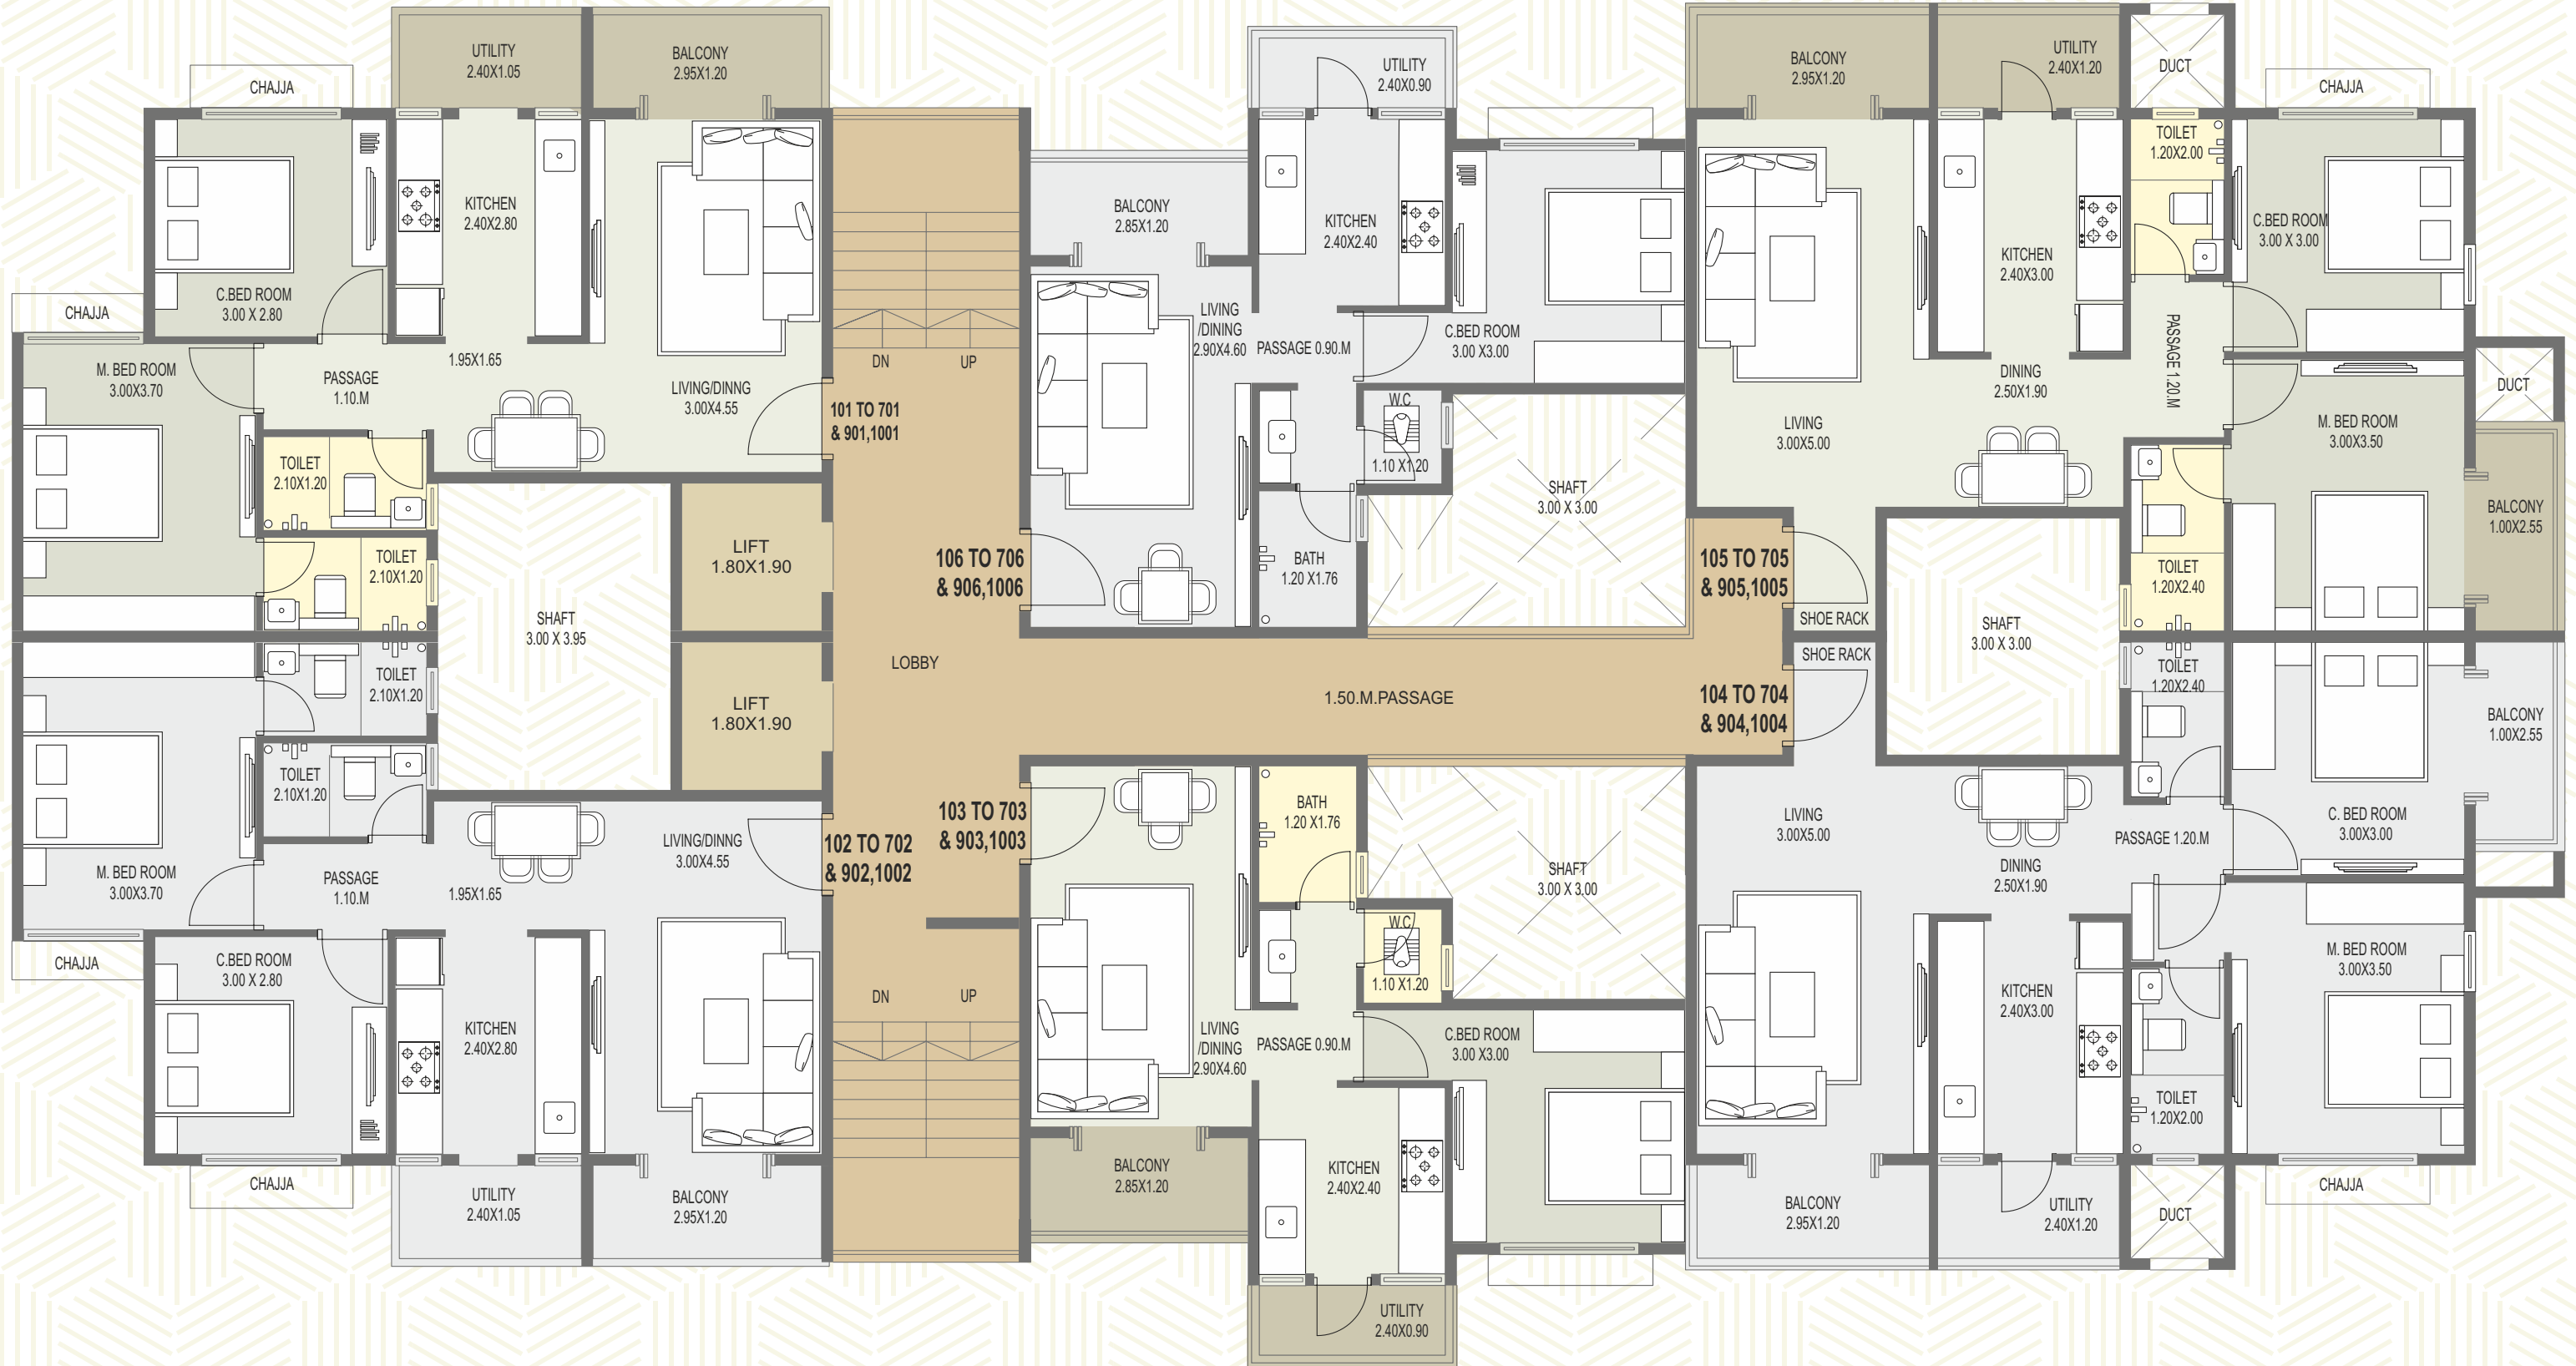 UTILITY
2.40X1.05
BALCONY
2.95X1.20
CHAJJA
C.BED ROOM
3.00 X 2.80
KITCHEN
2.40X2.80
CHAJJA
M. BED ROOM
3.00X3.70
PASSAGE
1.10.M
1.95X1.65
LIVING/DINNG
3.00X4.55
TOILET
2.10X1.20
TOILET
2.10X1.20
SHAFT
3.00 X 3.95
LIFT
1.80X1.90
DN
UP
101 TO 701
& 901,1001
106 TO 706
& 906,1006
LOBBY
UTILITY
2.40X0.90
BALCONY
2.85X1.20
KITCHEN
2.40X2.40
LIVING
/DINING
2.90X4.60
PASSAGE 0.90.M
C.BED ROOM
3.00 X3.00
W.C
1.10 X1.20
BATH
1.20 X1.76
SHAFT
3.00 X 3.00
BALCONY
2.95X1.20
UTILITY
2.40X1.20
DUCT
CHAJJA
TOILET
1.20X2.00
C.BED ROOM
3.00 X 3.00
KITCHEN
2.40X3.00
PASSAGE 1.20.M
DINING
2.50X1.90
LIVING
3.00X5.00
M. BED ROOM
3.00X3.50
DUCT
BALCONY
1.00X2.55
TOILET
1.20X2.40
105 TO 705
& 905,1005
SHOE RACK
SHAFT
3.00 X 3.00
TOILET
2.10X1.20
TOILET
2.10X1.20
LIFT
1.80X1.90
M. BED ROOM
3.00X3.70
PASSAGE
1.10.M
1.95X1.65
LIVING/DINNG
3.00X4.55
CHAJJA
C.BED ROOM
3.00 X 2.80
KITCHEN
2.40X2.80
CHAJJA
UTILITY
2.40X1.05
BALCONY
2.95X1.20
102 TO 702
& 902,1002
103 TO 703
& 903,1003
DN
UP
1.50.M.PASSAGE
BATH
1.20 X1.76
W.C
1.10 X1.20
SHAFT
3.00 X 3.00
LIVING
/DINING
2.90X4.60
PASSAGE 0.90.M
C.BED ROOM
3.00 X3.00
BALCONY
2.85X1.20
KITCHEN
2.40X2.40
UTILITY
2.40X0.90
104 TO 704
& 904,1004
SHOE RACK
TOILET
1.20X2.40
BALCONY
1.00X2.55
LIVING
3.00X5.00
PASSAGE 1.20.M
C. BED ROOM
3.00X3.00
DINING
2.50X1.90
M. BED ROOM
3.00X3.50
KITCHEN
2.40X3.00
TOILET
1.20X2.00
BALCONY
2.95X1.20
UTILITY
2.40X1.20
DUCT
CHAJJA